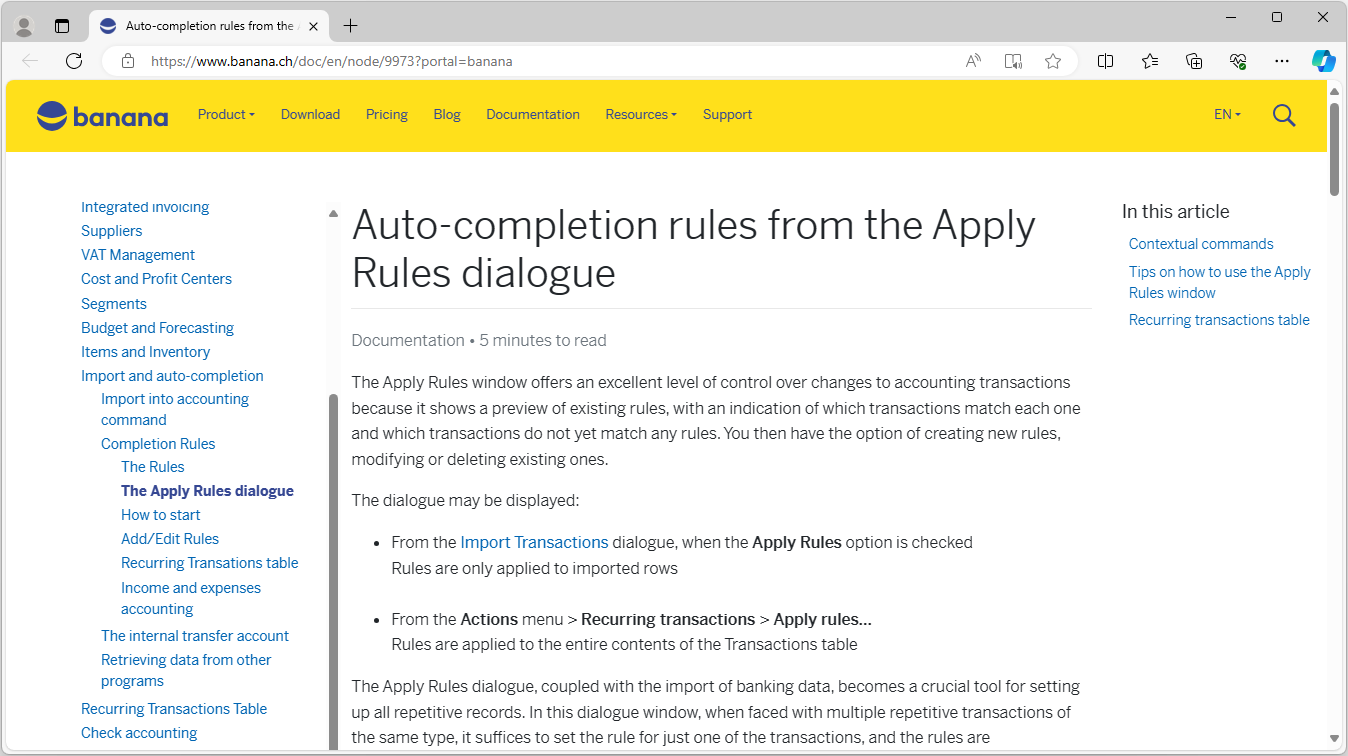 Auto-completion rules from the A
https://www.banana.ch/doc/en/node/9973?portal=banana
banana
Product
Download
Pricing
Blog
Documentation
Resources
Support
EN
Integrated invoicing
Suppliers
VAT Management
Cost and Profit Centers
Segments
Budget and Forecasting
Items and Inventory
Import and auto-completion
Import into accounting
command
Completion Rules
The Rules
The Apply Rules dialogue
How to start
Add/Edit Rules
Recurring Transations table
Income and expenses
accounting
The internal transfer account
Retrieving data from other
programs
Recurring Transactions Table
Check accounting
Auto-completion rules from the Apply
Rules dialogue
Documentation • 5 minutes to read
The Apply Rules window offers an excellent level of control over changes to accounting transactions
because it shows a preview of existing rules, with an indication of which transactions match each one
and which transactions do not yet match any rules. You then have the option of creating new rules,
modifying or deleting existing ones.
The dialogue may be displayed:
• From the Import Transactions dialogue, when the Apply Rules option is checked
Rules are only applied to imported rows
• From the Actions menu > Recurring transactions > Apply rules...
Rules are applied to the entire contents of the Transactions table
The Apply Rules dialogue, coupled with the import of banking data, becomes a crucial tool for setting
up all repetitive records. In this dialogue window, when faced with multiple repetitive transactions of
the same type, it suffices to set the rule for just one of the transactions, and the rules are
In this article
Contextual commands
Tips on how to use the Apply
Rules window
Recurring transactions table